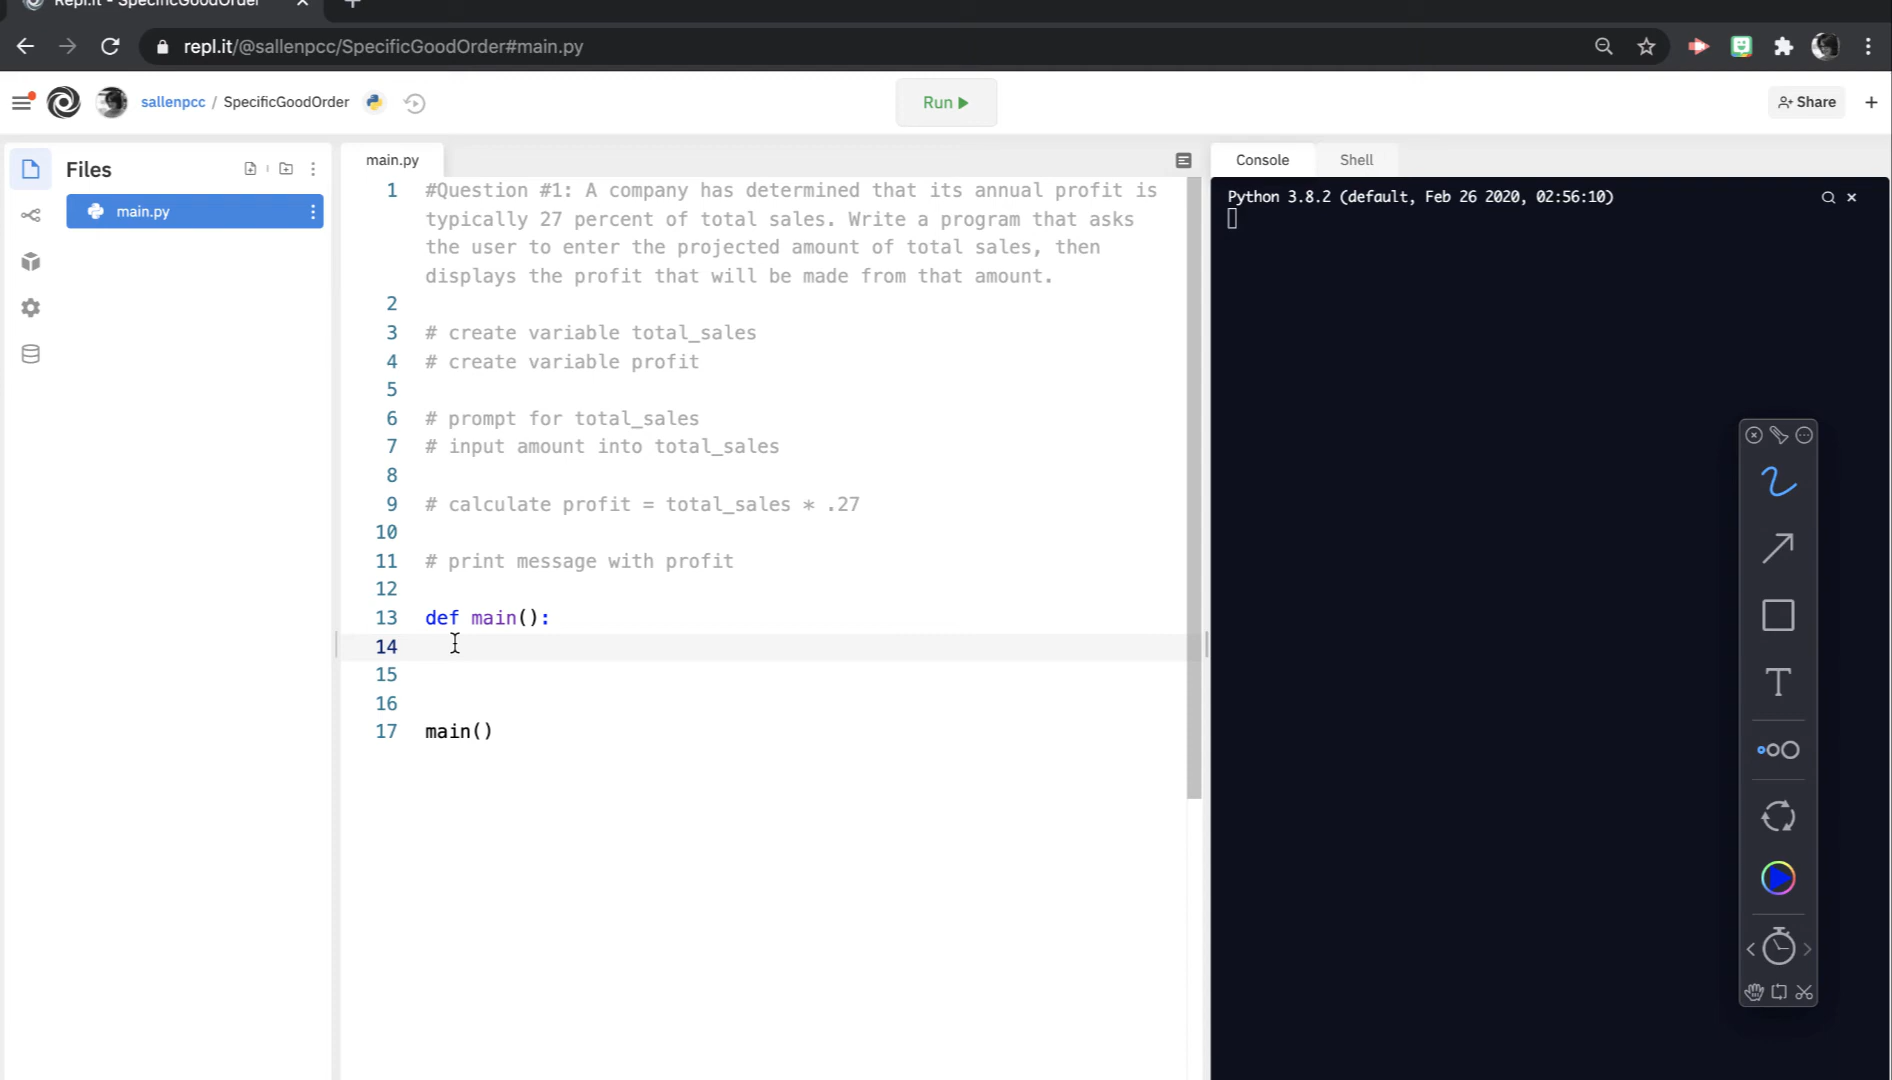 Repl.it - SpecificGoodOrder
repl.it/@sallenpcc/SpecificGoodOrder#main.py
sallenpcc / SpecificGoodOrder
Run
Share
Files
main.py
main.py
Console
Shell
1 #Question #1: A company has determined that its annual profit is
typically 27 percent of total sales. Write a program that asks
the user to enter the projected amount of total sales, then
displays the profit that will be made from that amount.
2
3 # create variable total_sales
4 # create variable profit
5
6 # prompt for total_sales
7 # input amount into total_sales
8
9 # calculate profit = total_sales * .27
10
11 # print message with profit
12
13 def main():
14
15
16
17 main()
Python 3.8.2 (default, Feb 26 2020, 02:56:10)
T